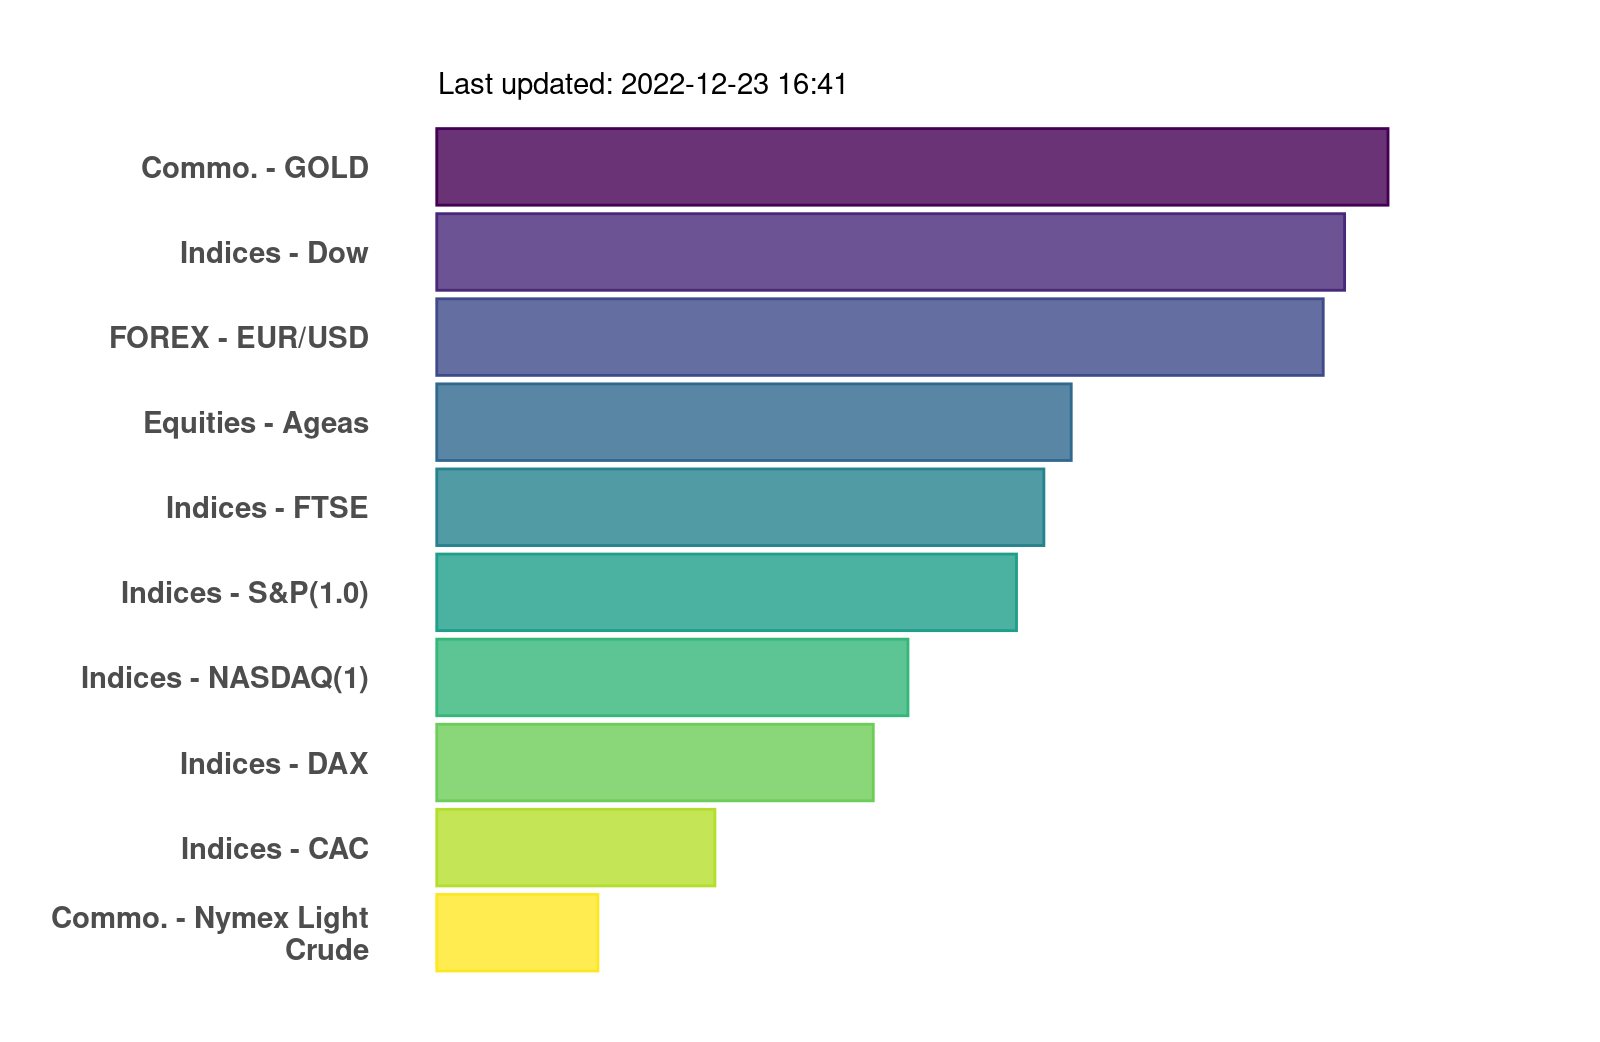 Last updated: 2022-12-23 16:41
Commo. - GOLD
Indices - Dow
FOREX - EUR/USD
Equities - Ageas
Indices - FTSE
Indices - S&P(1.0)
Indices - NASDAQ(1)
Indices - DAX
Indices - CAC
Commo. - Nymex Light
Crude